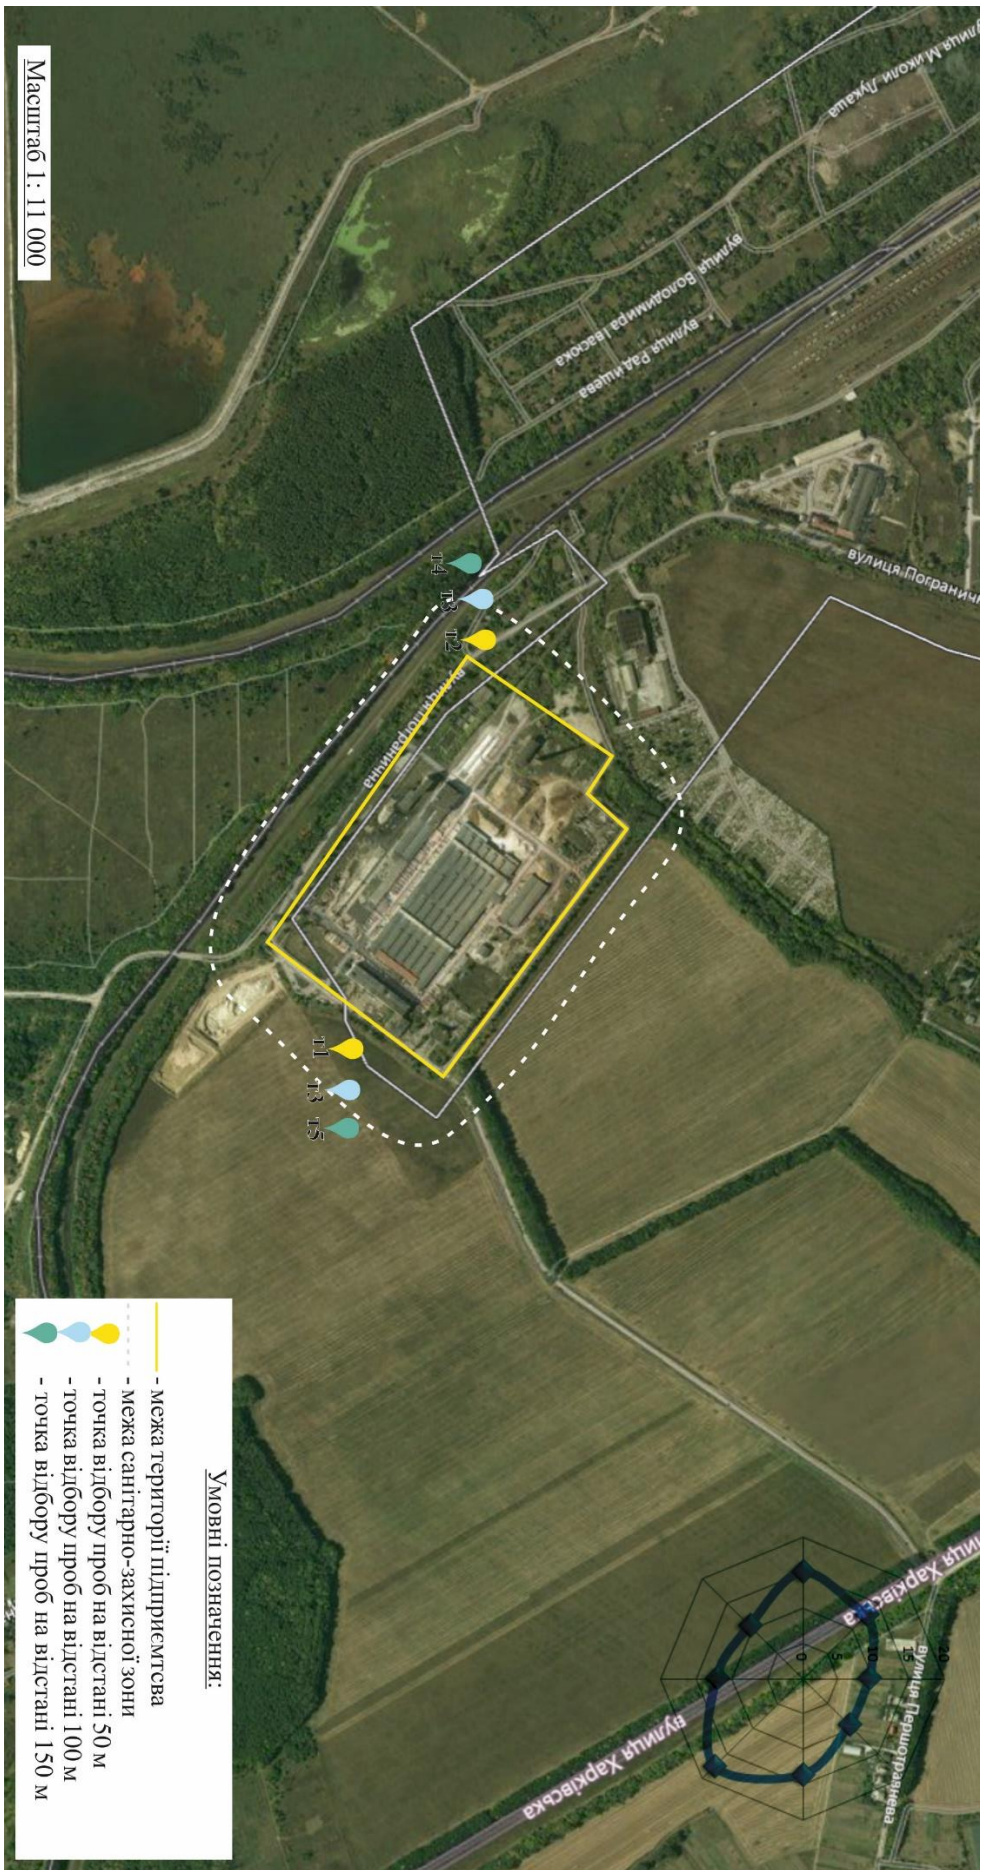 Масштаб 1: 11 000
вулиця Миколи Лукаша
вулиця Володимира Івасюка
вулиця Радищева
вулиця Погранич
вулиця Погранична
т4
т3
т2
т1
т3
т5
иця Харківська
вулиця Харківська
вулиця Першотравнева
0
5
10
15
20
Умовні позначення:
- межа території підприємтсва
- межа санітарно-захисної зони
- точка відбору проб на відстані 50 м
- точка відбору проб на відстані 100 м
- точка відбору проб на відстані 150 м